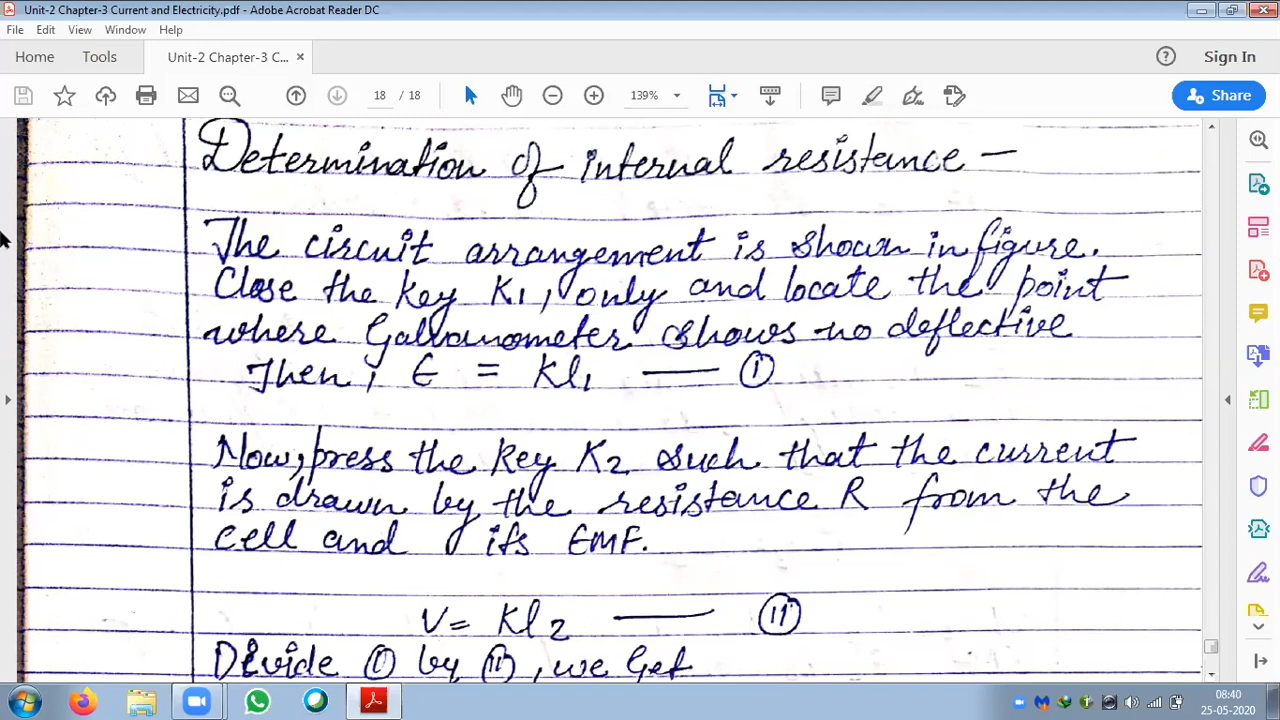 Unit-2 Chapter-3 Current and Electricity.pdf - Adobe Acrobat Reader DC
File Edit View Window Help
Home Tools Unit-2 Chapter-3 C... × Sign In
18 / 18 139% Share
Determination of internal resistance —
The circuit arrangement is shown in figure.
Close the key K1, only and locate the point
where Galvanometer shows no deflective
Then, ϵ = Kl1 — (i)
Now, press the key K2 such that the current
is drawn by the resistance R from the
cell and its EMF.
V = Kl2 — (ii)
Divide (i) by (ii), we get
08:40
25-05-2020